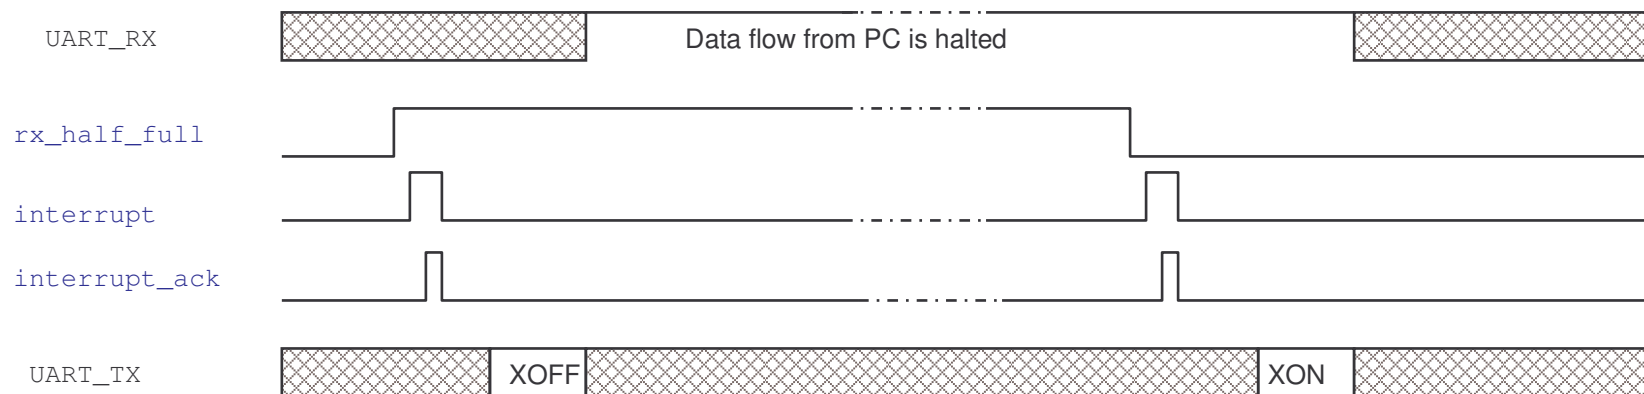 UART_RX
Data flow from PC is halted
rx_half_full
interrupt
interrupt_ack
UART_TX
XOFF
XON